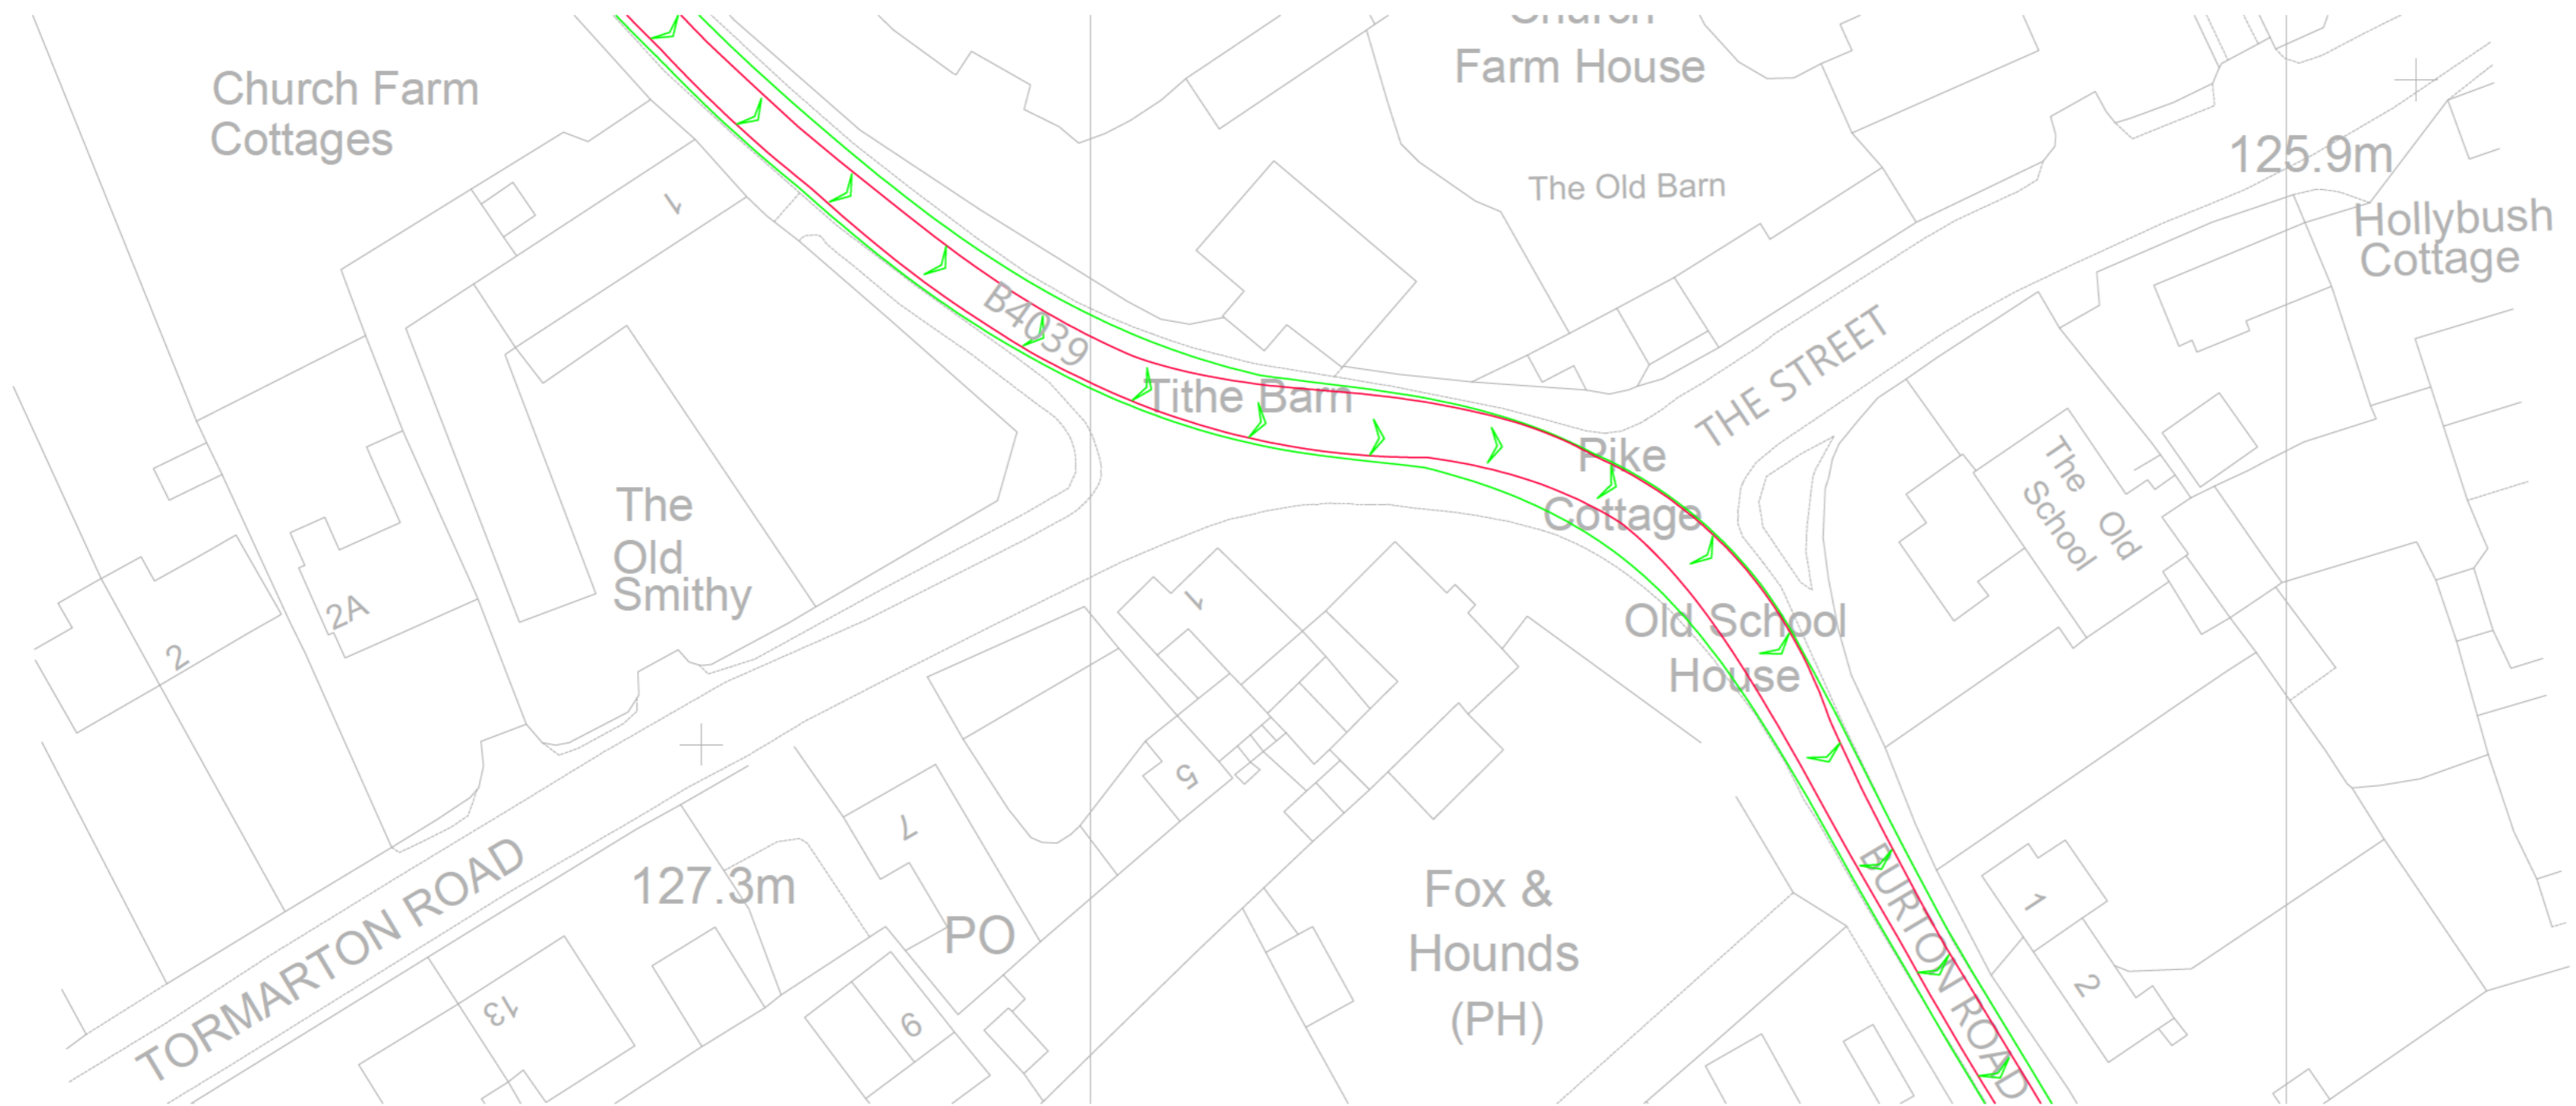 Church
Farm House
Church Farm
Cottages
125.9m
The Old Barn
1
Hollybush
Cottage
B4039
THE STREET
Tithe Barn
Pike
Cottage
The Old
School
The
Old
Smithy
2A
2
1
Old School
House
5
7
127.3m
PO
Fox &
Hounds
(PH)
TORMARTON ROAD
13
9
BURTON ROAD
1
2